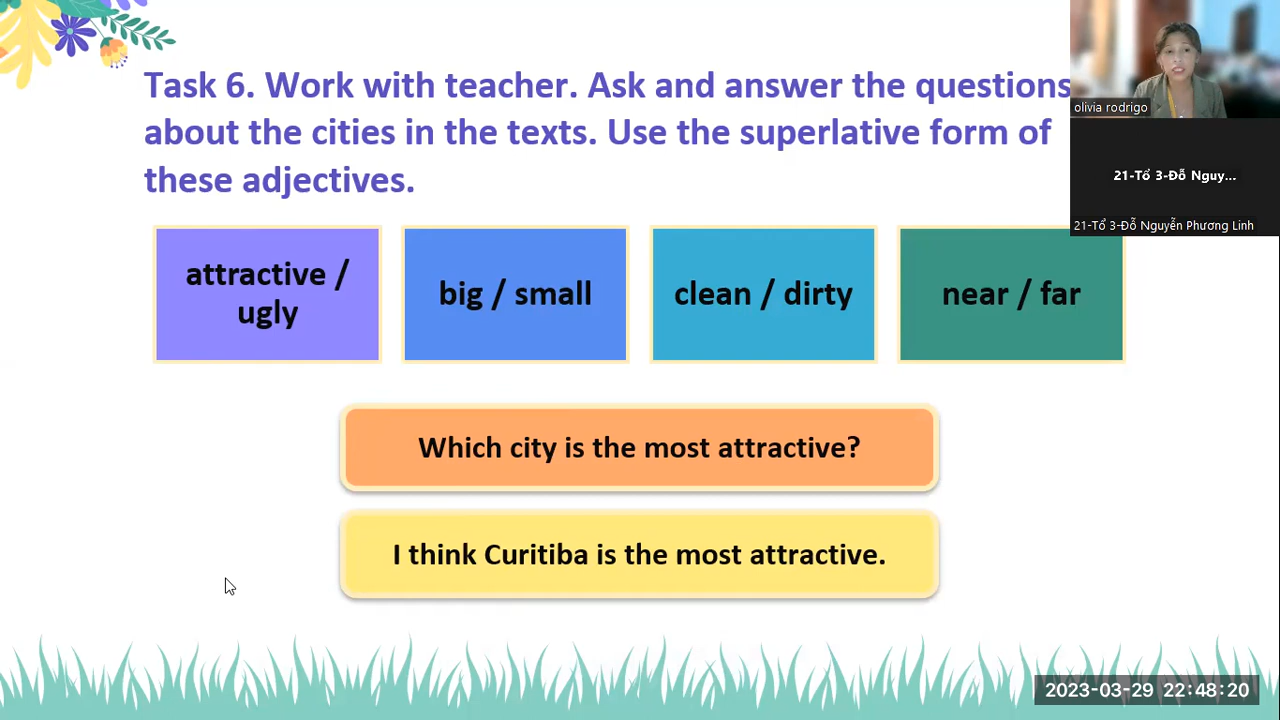 Task 6. Work with teacher. Ask and answer the questions
about the cities in the texts. Use the superlative form of
these adjectives.
olivia rodrigo
21-Tổ 3-Đỗ Nguy...
21-Tổ 3-Đỗ Nguyễn Phương Linh
attractive /
ugly
big / small
clean / dirty
near / far
Which city is the most attractive?
I think Curitiba is the most attractive.
2023-03-29 22:48:20